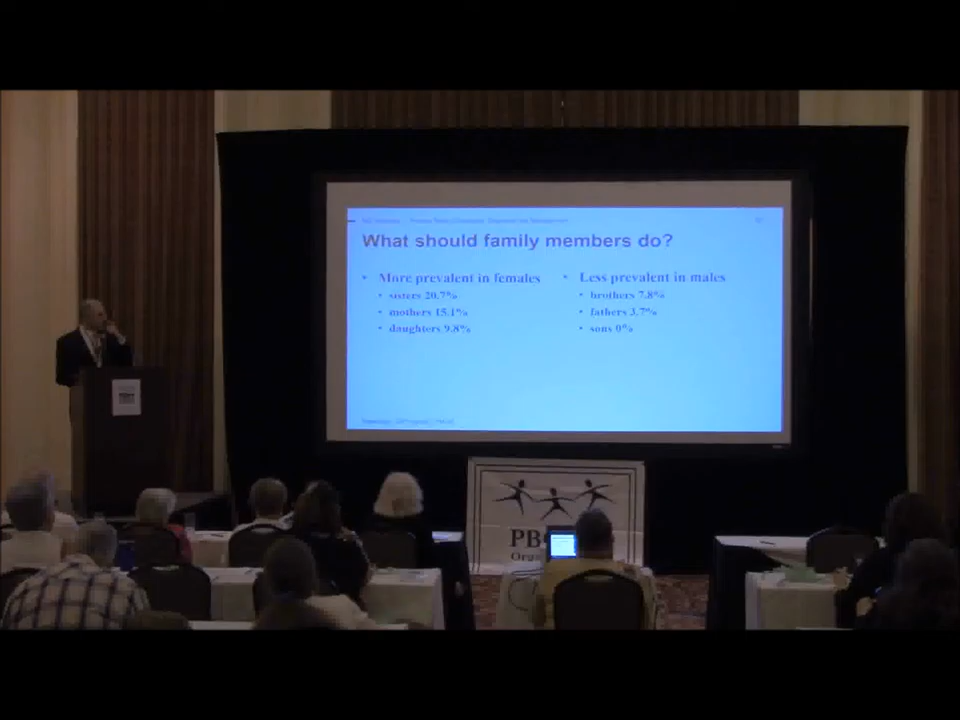 What should family members do?
• More prevalent in females
• sisters 20.7%
• mothers 15.1%
• daughters 9.8%
• Less prevalent in males
• brothers 7.8%
• fathers 3.7%
• sons 0%